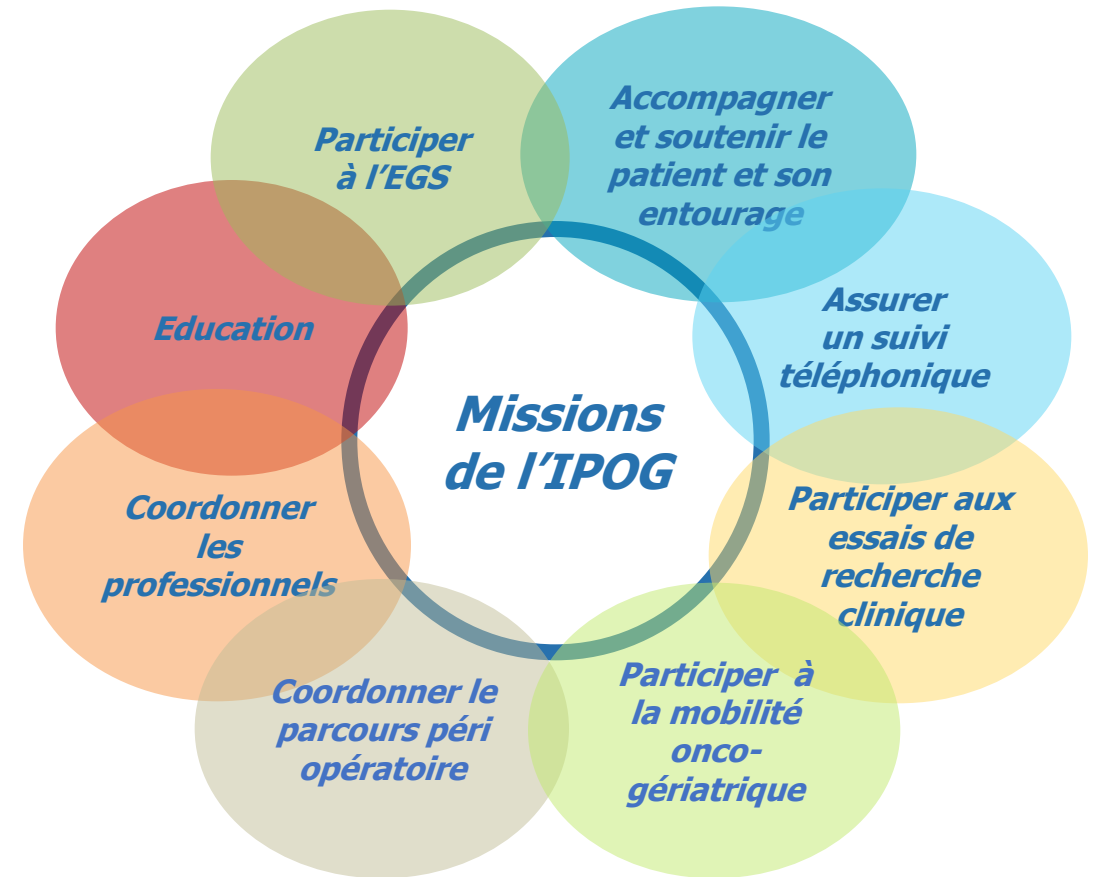 Participer
à l’EGS
Accompagner
et soutenir le
patient et son
entourage
Assurer
un suivi
téléphonique
Participer aux
essais de
recherche
clinique
Participer à
la mobilité
onco-
gériatrique
Coordonner le
parcours péri
opératoire
Coordonner
les
professionnels
Education
Missions
de l’IPOG